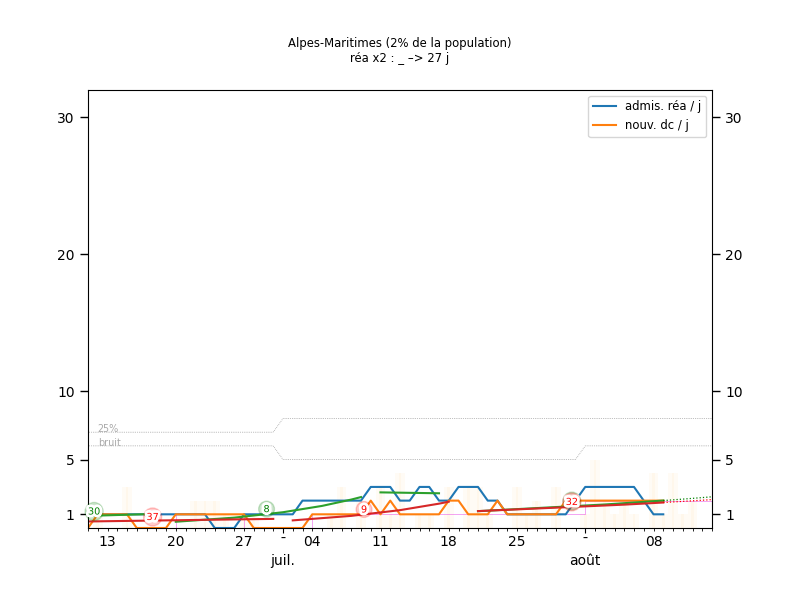 Alpes-Maritimes (2% de la population)
réa x2 : _ –> 27 j
admis. réa / j
nouv. dc / j
30 30
20 20
10 10
25%
bruit
5 5
1 1
30 37 8 9 32
13 20 27 - 04 11 18 25 - 08
juil. août